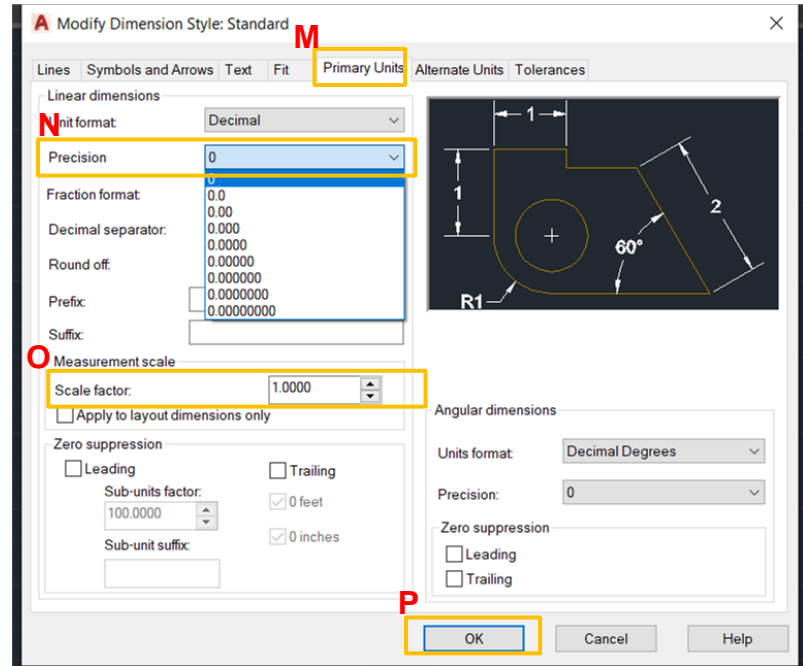 Modify Dimension Style: Standard
M
Lines Symbols and Arrows Text Fit Primary Units Alternate Units Tolerances
Linear dimensions
N
Unit format: Decimal
Precision 0
0
0.0
0.00
0.000
0.0000
0.00000
0.000000
0.0000000
0.00000000
Fraction format:
Decimal separator:
Round off:
Prefix:
Suffix:
1
1
2
60°
R1
O
Measurement scale
Scale factor: 1.0000
Apply to layout dimensions only
Zero suppression
Leading Trailing
Sub-units factor: 0 feet
100.0000
Sub-unit suffix: 0 inches
Angular dimensions
Units format: Decimal Degrees
Precision: 0
Zero suppression
Leading
Trailing
P
OK Cancel Help